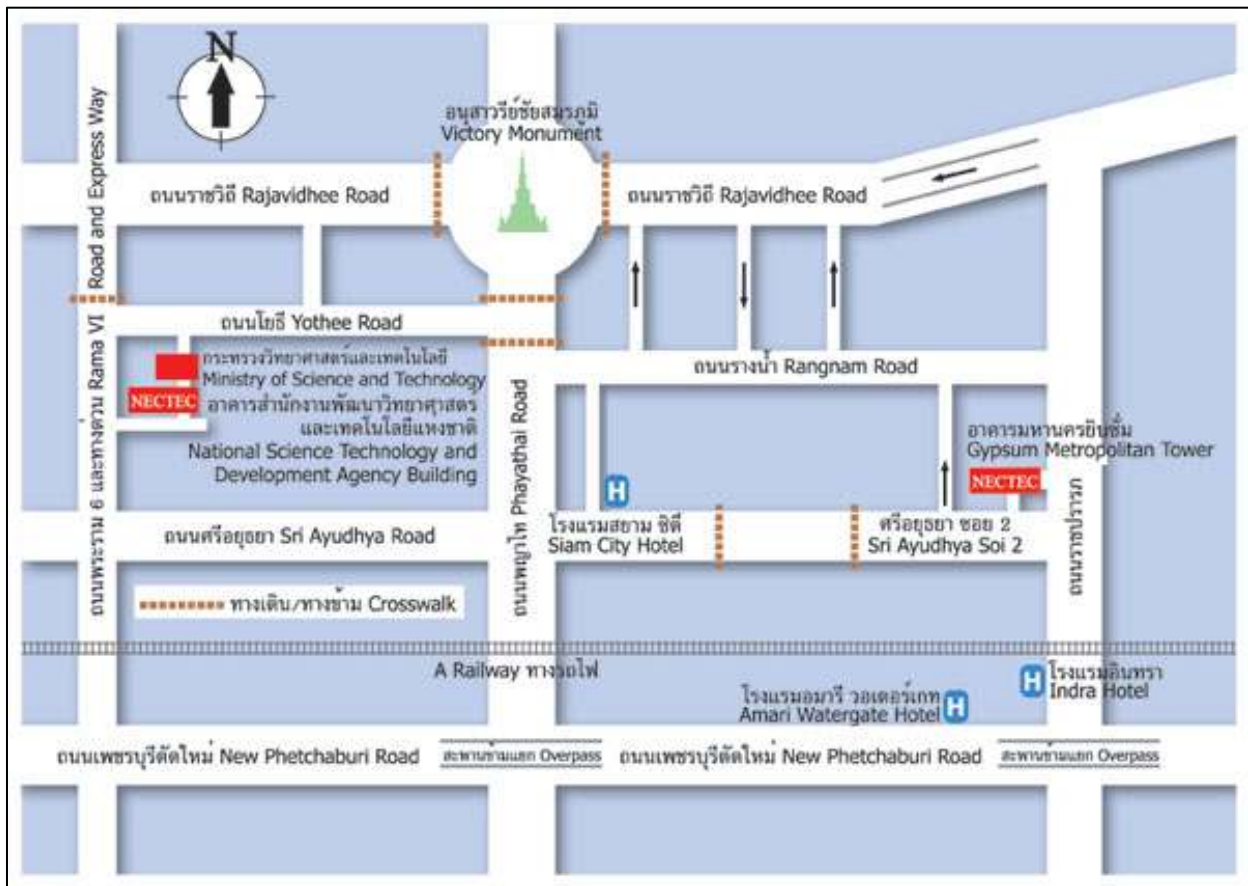 N
อนุสาวรีย์ชัยสมรภูมิ
Victory Monument
ถนนราชวิถี Rajavidhee Road
ถนนราชวิถี Rajavidhee Road
ถนนพระราม 6 และทางด่วน Rama VI Road and Express Way
ถนนโยธี Yothee Road
กระทรวงวิทยาศาสตร์และเทคโนโลยี
Ministry of Science and Technology
NECTEC
อาคารสำนักงานพัฒนาวิทยาศาสตร์
และเทคโนโลยีแห่งชาติ
National Science Technology and
Development Agency Building
ถนนพญาไท Phayathai Road
ถนนรางน้ำ Rangnam Road
อาคารมหานครยิบซั่ม
Gypsum Metropolitan Tower
NECTEC
ถนนราชปรารภ
ถนนศรีอยุธยา Sri Ayudhya Road
H
โรงแรมสยาม ซิตี
Siam City Hotel
ศรีอยุธยา ซอย 2
Sri Ayudhya Soi 2
ทางเดิน/ทางข้าม Crosswalk
A Railway ทางรถไฟ
H
โรงแรมอินทรา
Indra Hotel
โรงแรมอมารี วอเตอร์เกท
Amari Watergate Hotel
H
ถนนเพชรบุรีตัดใหม่ New Phetchaburi Road
สะพานข้ามแยก Overpass
ถนนเพชรบุรีตัดใหม่ New Phetchaburi Road
สะพานข้ามแยก Overpass